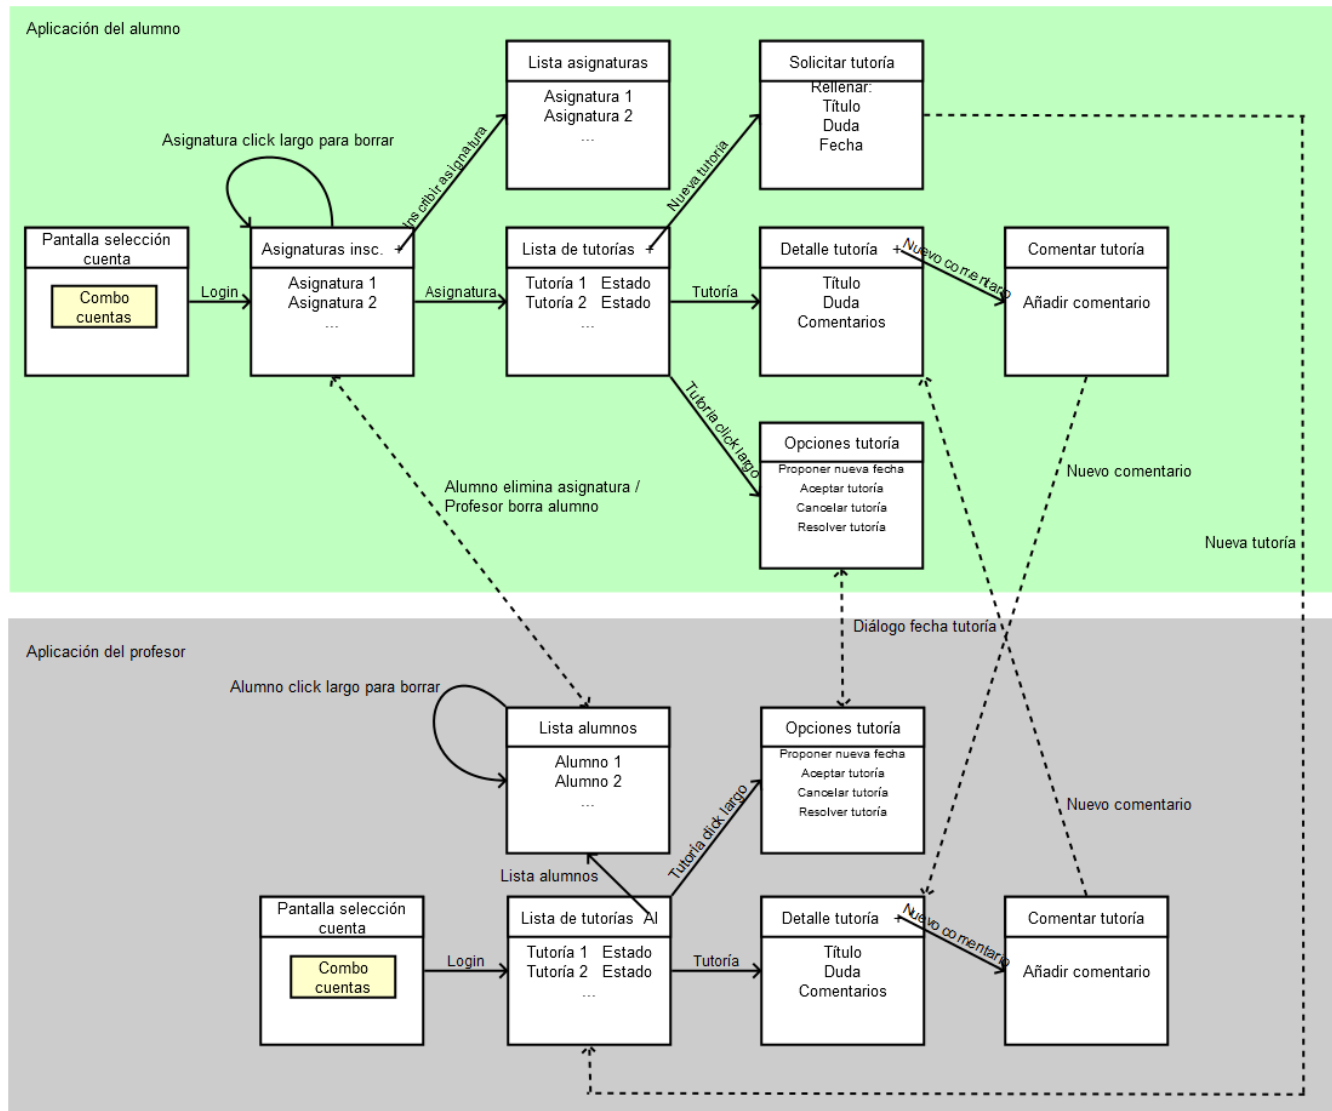 Aplicación del alumno
Lista asignaturas
Asignatura 1
Asignatura 2
...
Solicitar tutoría
Rellenar:
Título
Duda
Fecha
Asignatura click largo para borrar
Inscribir asignatura
Nueva tutoría
Pantalla selección
cuenta
Combo
cuentas
Login
Asignaturas insc. +
Asignatura 1
Asignatura 2
...
Asignatura
Lista de tutorías +
Tutoría 1 Estado
Tutoría 2 Estado
...
Tutoría
Detalle tutoría +
Título
Duda
Comentarios
Nuevo comentario
Comentar tutoría
Añadir comentario
Tutoría click largo
Opciones tutoría
Proponer nueva fecha
Aceptar tutoría
Cancelar tutoría
Resolver tutoría
Alumno elimina asignatura /
Profesor borra alumno
Nuevo comentario
Nueva tutoría
Diálogo fecha tutoría
Aplicación del profesor
Alumno click largo para borrar
Lista alumnos
Alumno 1
Alumno 2
...
Opciones tutoría
Proponer nueva fecha
Aceptar tutoría
Cancelar tutoría
Resolver tutoría
Tutoría click largo
Nuevo comentario
Lista alumnos
Pantalla selección
cuenta
Combo
cuentas
Login
Lista de tutorías Al
Tutoría 1 Estado
Tutoría 2 Estado
...
Tutoría
Detalle tutoría +
Título
Duda
Comentarios
Nuevo comentario
Comentar tutoría
Añadir comentario